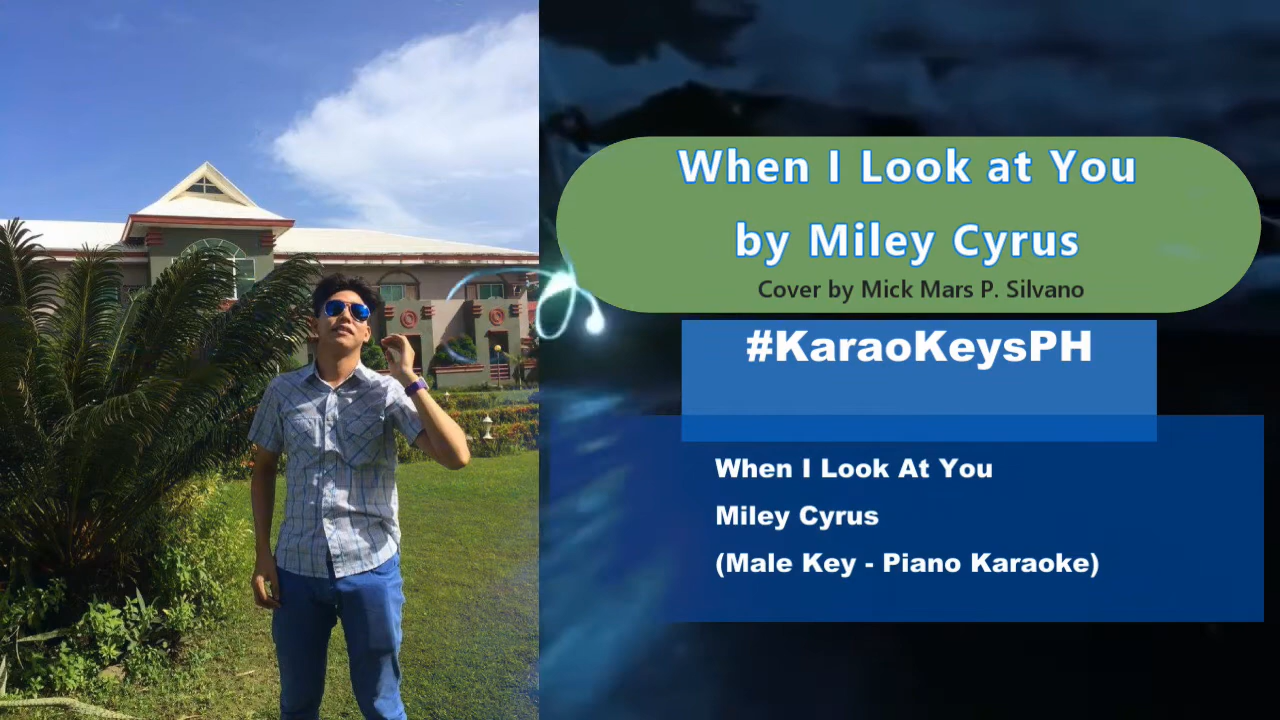 When I Look at You
by Miley Cyrus
Cover by Mick Mars P. Silvano
#KaraoKeysPH
When I Look At You
Miley Cyrus
(Male Key - Piano Karaoke)